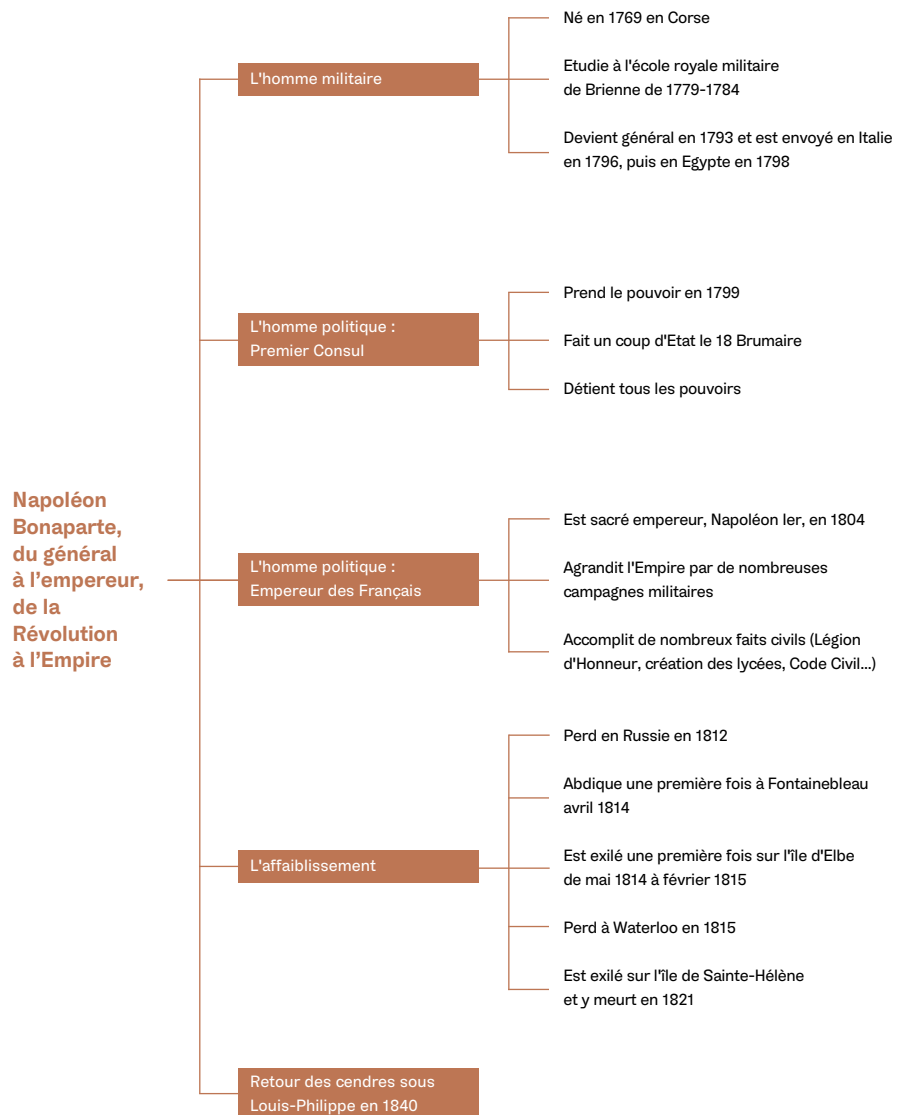 Napoléon
Bonaparte,
du général
à l’empereur,
de la
Révolution
à l’Empire
L'homme militaire
Né en 1769 en Corse
Etudie à l'école royale militaire
de Brienne de 1779-1784
Devient général en 1793 et est envoyé en Italie
en 1796, puis en Egypte en 1798
L'homme politique :
Premier Consul
Prend le pouvoir en 1799
Fait un coup d'Etat le 18 Brumaire
Détient tous les pouvoirs
L'homme politique :
Empereur des Français
Est sacré empereur, Napoléon Ier, en 1804
Agrandit l'Empire par de nombreuses
campagnes militaires
Accomplit de nombreux faits civils (Légion
d'Honneur, création des lycées, Code Civil...)
L'affaiblissement
Perd en Russie en 1812
Abdique une première fois à Fontainebleau
avril 1814
Est exilé une première fois sur l'île d'Elbe
de mai 1814 à février 1815
Perd à Waterloo en 1815
Est exilé sur l'île de Sainte-Hélène
et y meurt en 1821
Retour des cendres sous
Louis-Philippe en 1840